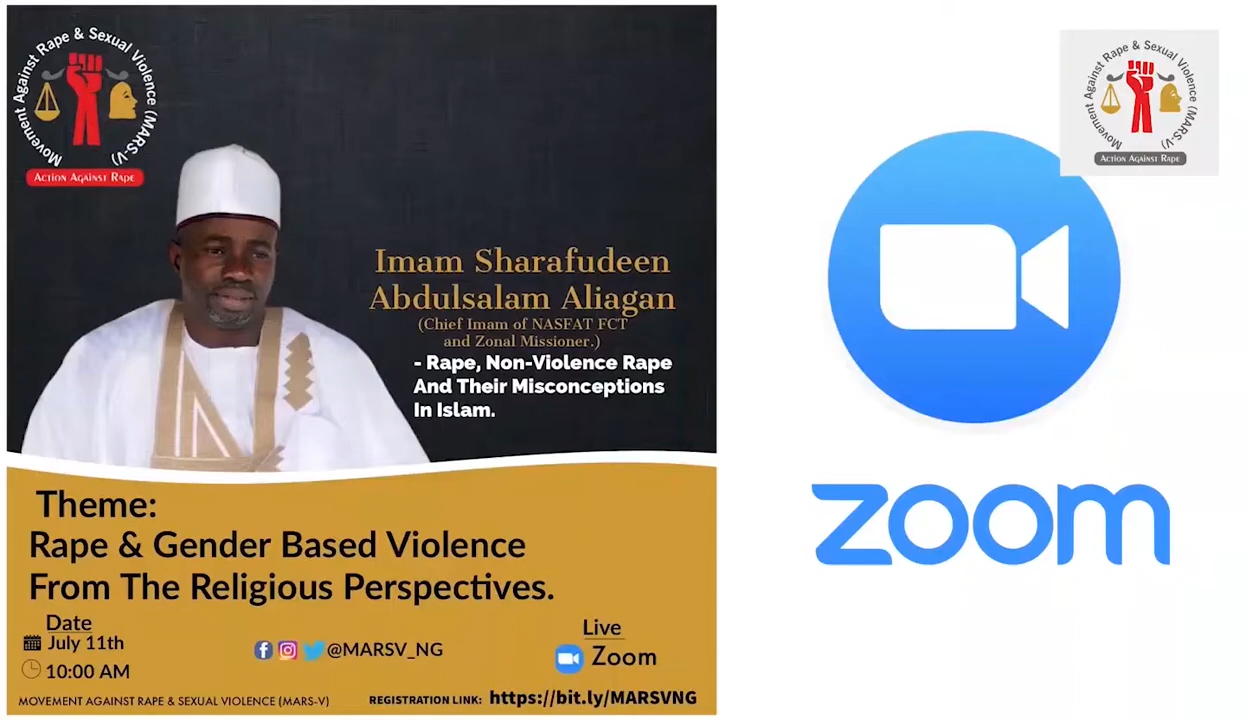 Movement Against Rape & Sexual Violence (MARS-V)
ACTION AGAINST RAPE
Imam Sharafudeen
Abdulsalam Aliagan
(Chief Imam of NASFAT FCT
and Zonal Missioner.)
- Rape, Non-Violence Rape
And Their Misconceptions
In Islam.
Theme:
Rape & Gender Based Violence
From The Religious Perspectives.
Date
July 11th
10:00 AM
@MARSV_NG
Live
Zoom
MOVEMENT AGAINST RAPE & SEXUAL VIOLENCE (MARS-V)
REGISTRATION LINK: https://bit.ly/MARSVNG
Movement Against Rape & Sexual Violence (MARS-V)
ACTION AGAINST RAPE
zoom